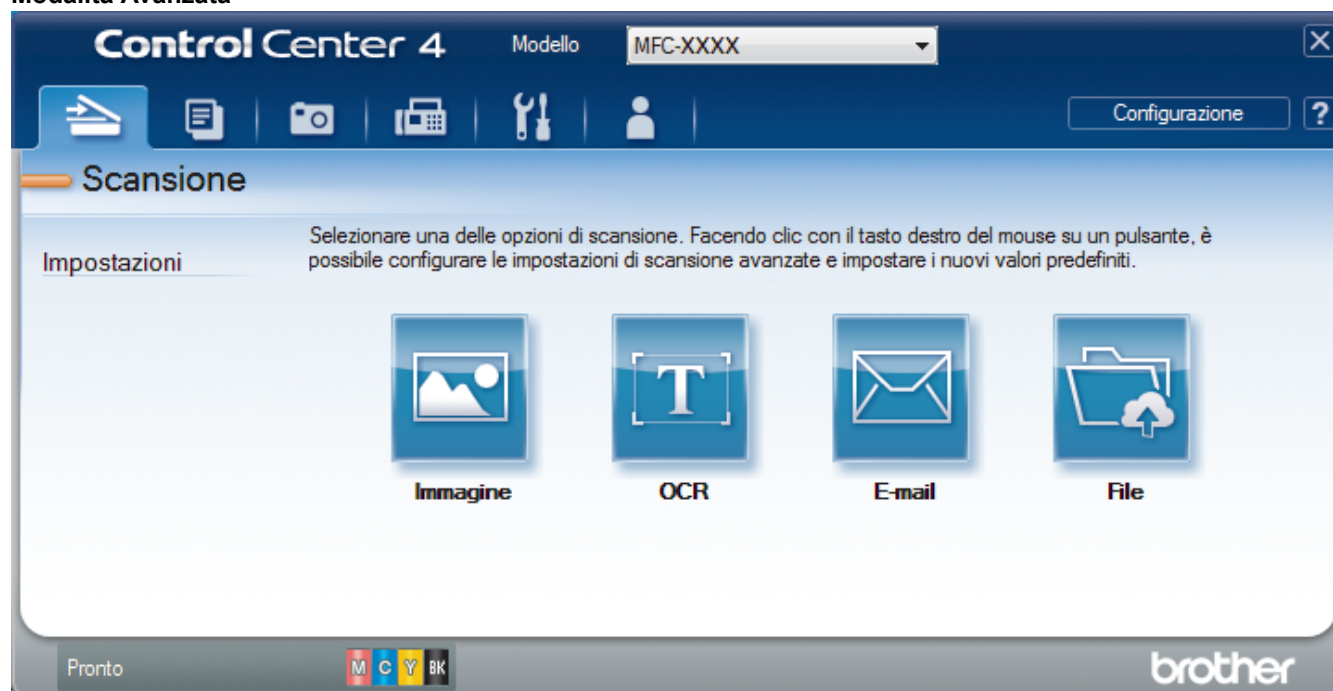 Modalità Avanzata
Control Center 4 Modello MFC-XXXX X
Configurazione ?
Scansione
Impostazioni
Selezionare una delle opzioni di scansione. Facendo clic con il tasto destro del mouse su un pulsante, è
possibile configurare le impostazioni di scansione avanzate e impostare i nuovi valori predefiniti.
T
Immagine OCR E-mail File
Pronto M C Y BK brother